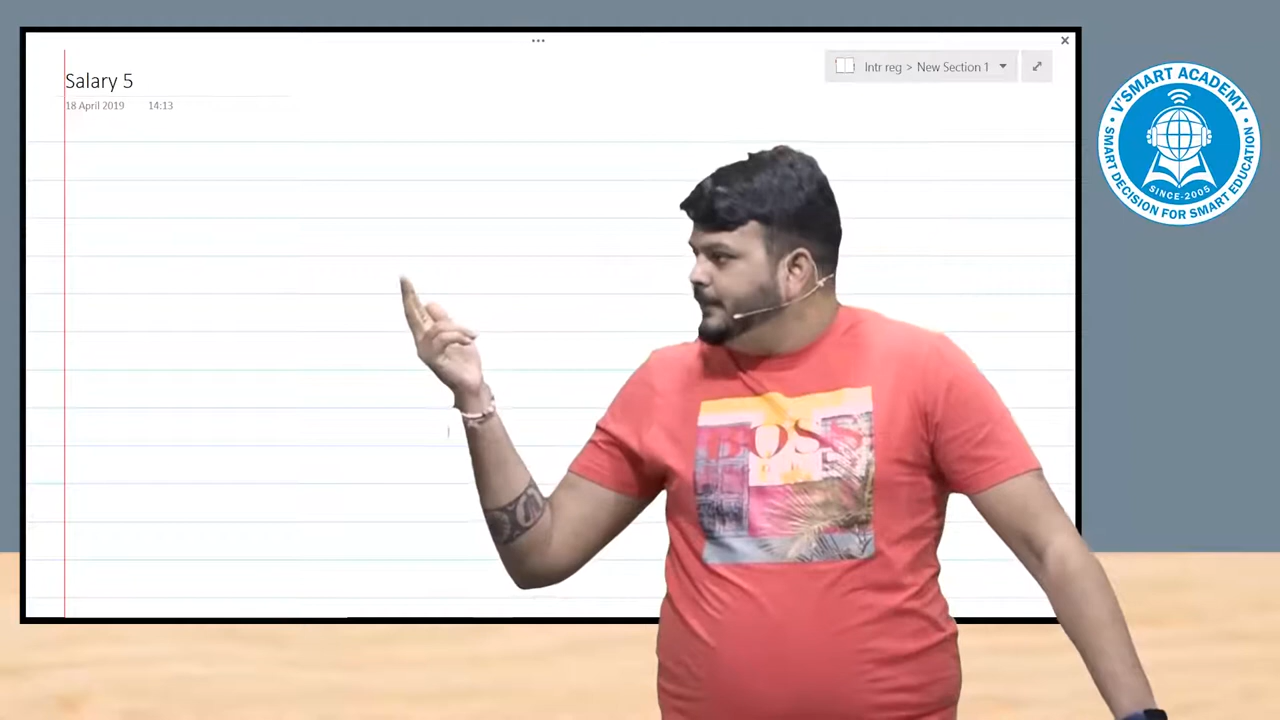 Salary 5
18 April 2019 14:13
Intr reg > New Section 1
V'SMART ACADEMY
SMART DECISION FOR SMART EDUCATION
SINCE-2005
BOSS